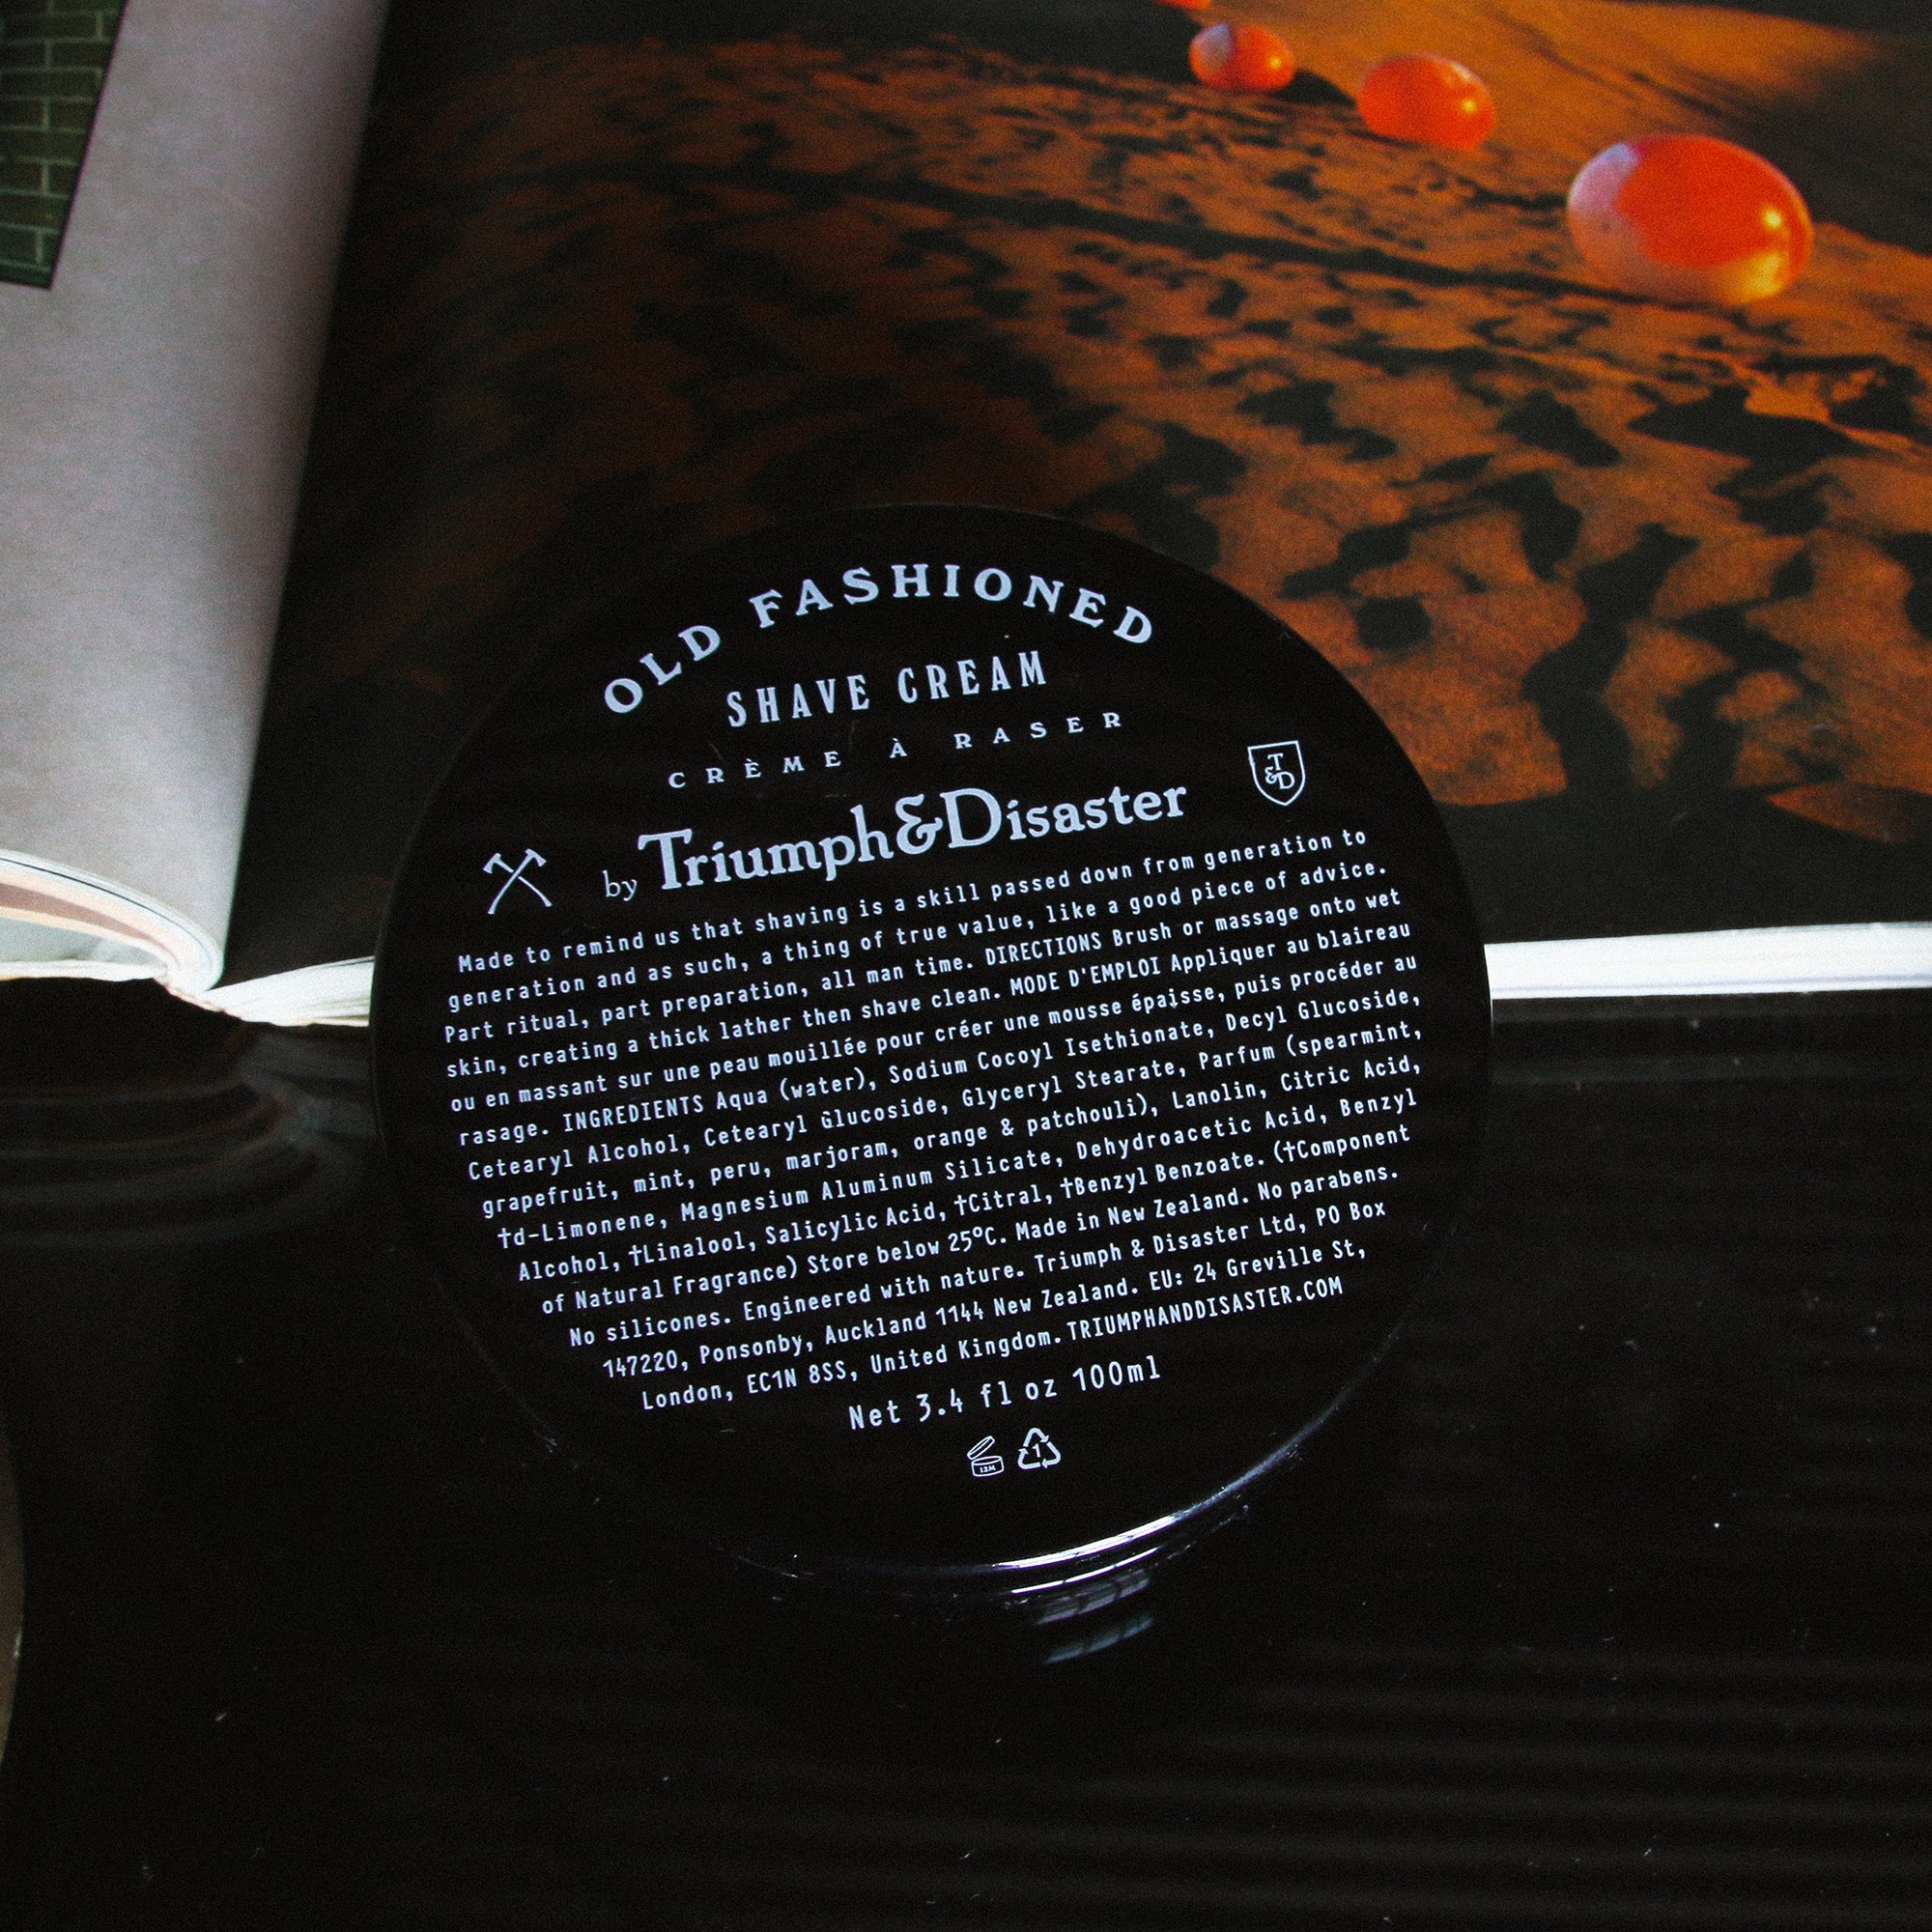 OLD FASHIONED
SHAVE CREAM
CRÈME À RASER
by Triumph&Disaster
T&D
Made to remind us that shaving is a skill passed down from generation to
generation and as such, a thing of true value, like a good piece of advice.
Part ritual, part preparation, all man time. DIRECTIONS Brush or massage onto wet
skin, creating a thick lather then shave clean. MODE D'EMPLOI Appliquer au blaireau
ou en massant sur une peau mouillée pour créer une mousse épaisse, puis procéder au
rasage. INGREDIENTS Aqua (water), Sodium Cocoyl Isethionate, Decyl Glucoside,
Cetearyl Alcohol, Cetearyl Glucoside, Glyceryl Stearate, Parfum (spearmint,
grapefruit, mint, peru, marjoram, orange & patchouli), Lanolin, Citric Acid,
†d-Limonene, Magnesium Aluminum Silicate, Dehydroacetic Acid, Benzyl
Alcohol, †Linalool, Salicylic Acid, †Citral, †Benzyl Benzoate. (†Component
of Natural Fragrance) Store below 25°C. Made in New Zealand. No parabens.
No silicones. Engineered with nature. Triumph & Disaster Ltd, PO Box
147220, Ponsonby, Auckland 1144 New Zealand. EU: 24 Greville St,
London, EC1N 8SS, United Kingdom. TRIUMPHANDDISASTER.COM
Net 3.4 fl oz 100ml
12M 1